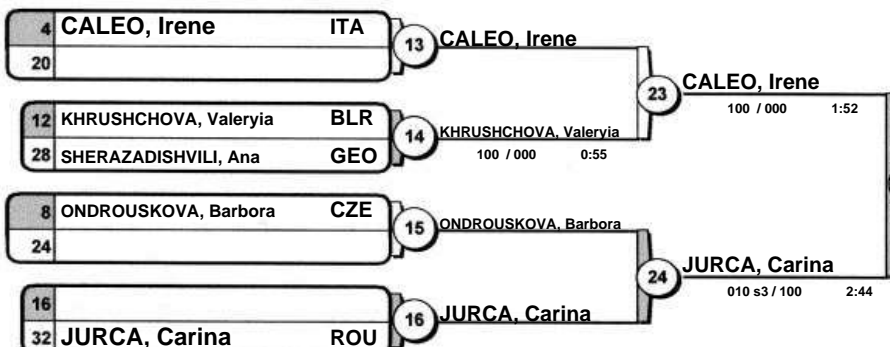 4 CALEO, Irene ITA
20
13 CALEO, Irene
12 KHRUSHCHOVA, Valeryia BLR
28 SHERAZADISHVILI, Ana GEO
14 KHRUSHCHOVA, Valeryia
100 / 000 0:55
23 CALEO, Irene
100 / 000 1:52
8 ONDROUSKOVA, Barbora CZE
24
15 ONDROUSKOVA, Barbora
16
32 JURCA, Carina ROU
16 JURCA, Carina
24 JURCA, Carina
010 s3 / 100 2:44